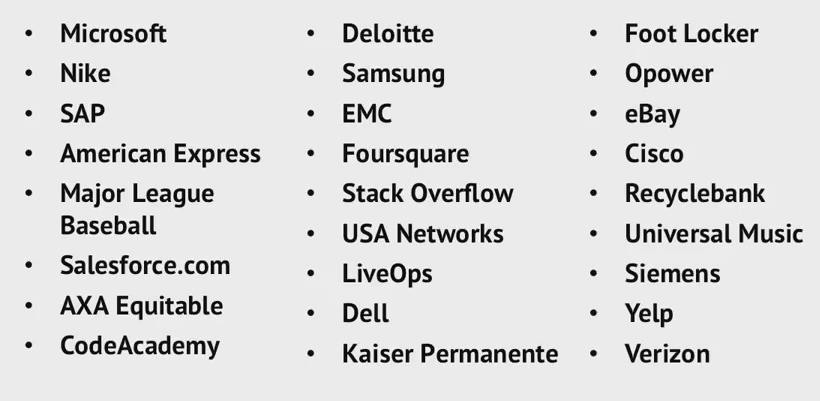 • Microsoft
• Nike
• SAP
• American Express
• Major League
Baseball
• Salesforce.com
• AXA Equitable
• CodeAcademy
• Deloitte
• Samsung
• EMC
• Foursquare
• Stack Overflow
• USA Networks
• LiveOps
• Dell
• Kaiser Permanente
• Foot Locker
• Opower
• eBay
• Cisco
• Recyclebank
• Universal Music
• Siemens
• Yelp
• Verizon